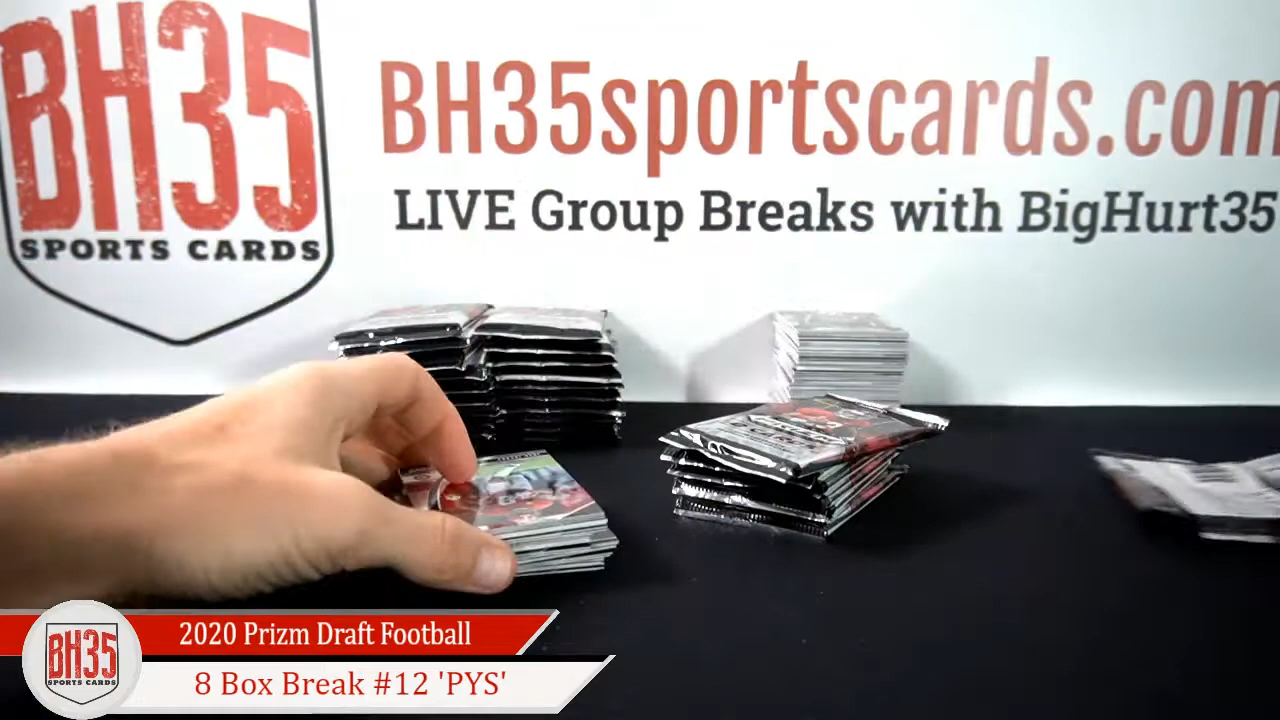 BH35
SPORTS CARDS
BH35sportscards.com
LIVE Group Breaks with BigHurt35
2020 Prizm Draft Football
8 Box Break #12 'PYS'
BH35
SPORTS CARDS